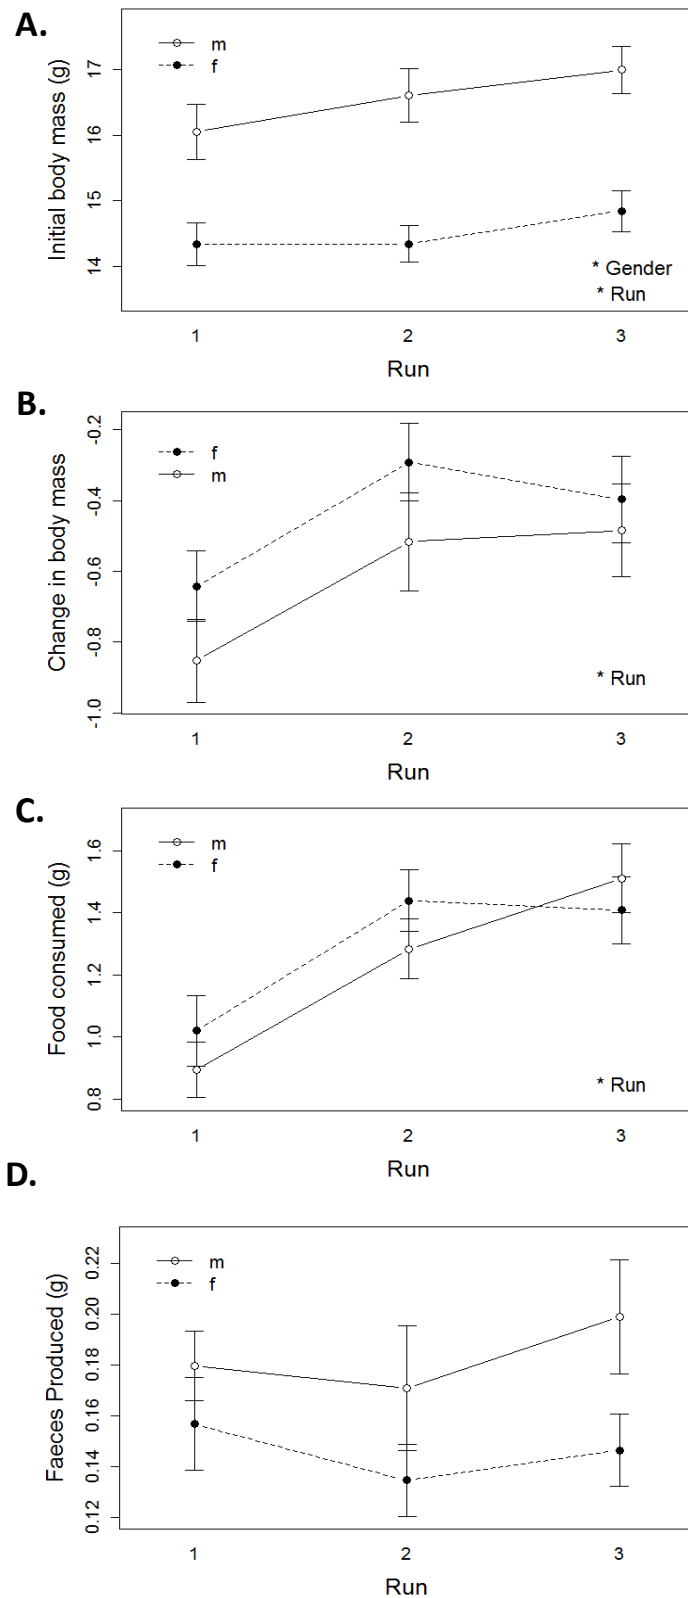 A.
Initial body mass (g)
17
16
15
14
m
f
* Gender
* Run
1 2 3
Run
B.
Change in body mass
-0.2
-0.4
-0.6
-0.8
-1.0
f
m
* Run
1 2 3
Run
C.
Food consumed (g)
1.6
1.4
1.2
1.0
0.8
m
f
* Run
1 2 3
Run
D.
Faeces Produced (g)
0.22
0.20
0.18
0.16
0.14
0.12
m
f
1 2 3
Run